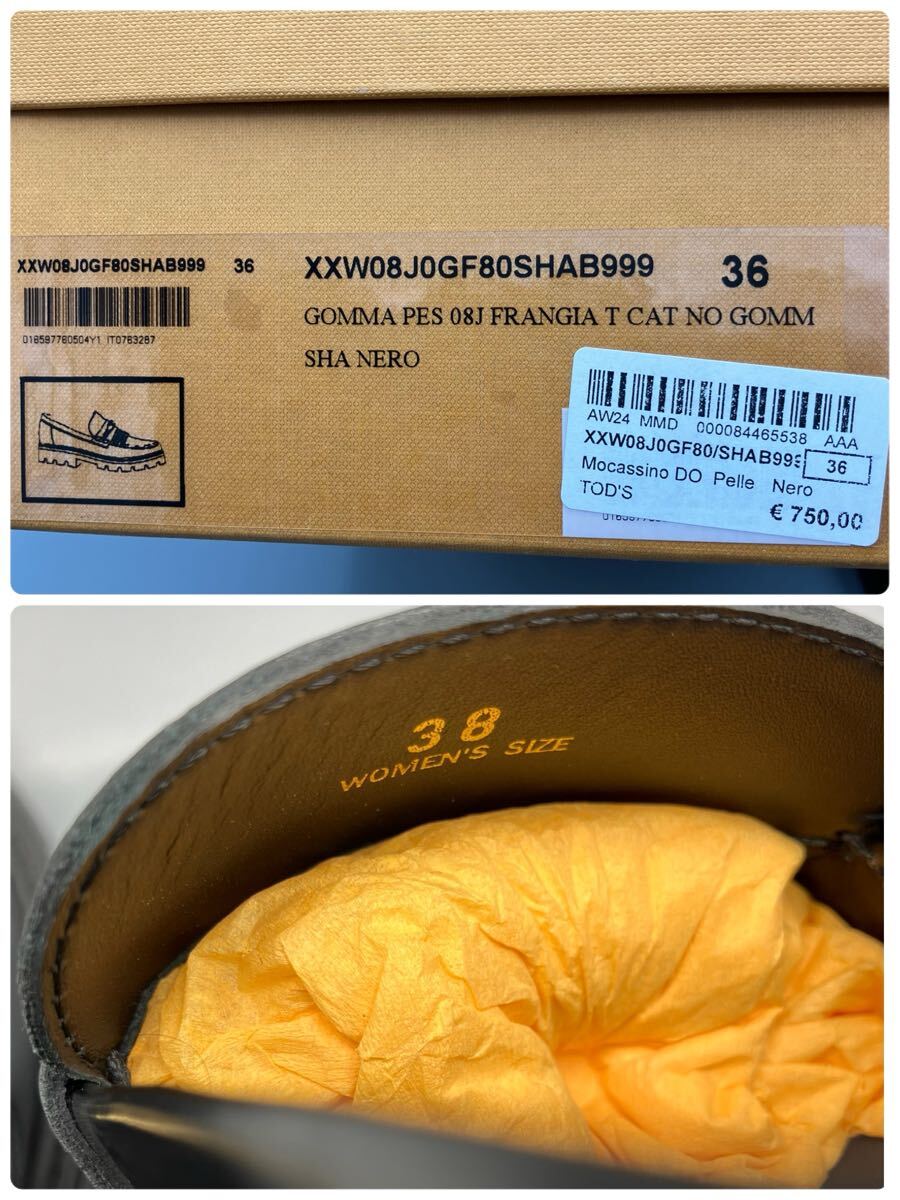 XXW08J0GF80SHAB999 36
XXW08J0GF80SHAB999 36
016597780504Y1 IT0763287
GOMMA PES 08J FRANGIA T CAT NO GOMM
SHA NERO
AW24 MMD 000084465538 AAA
XXW08J0GF80/SHAB999 36
Mocassino DO Pelle Nero
TOD'S
€ 750,00
38
WOMEN'S SIZE